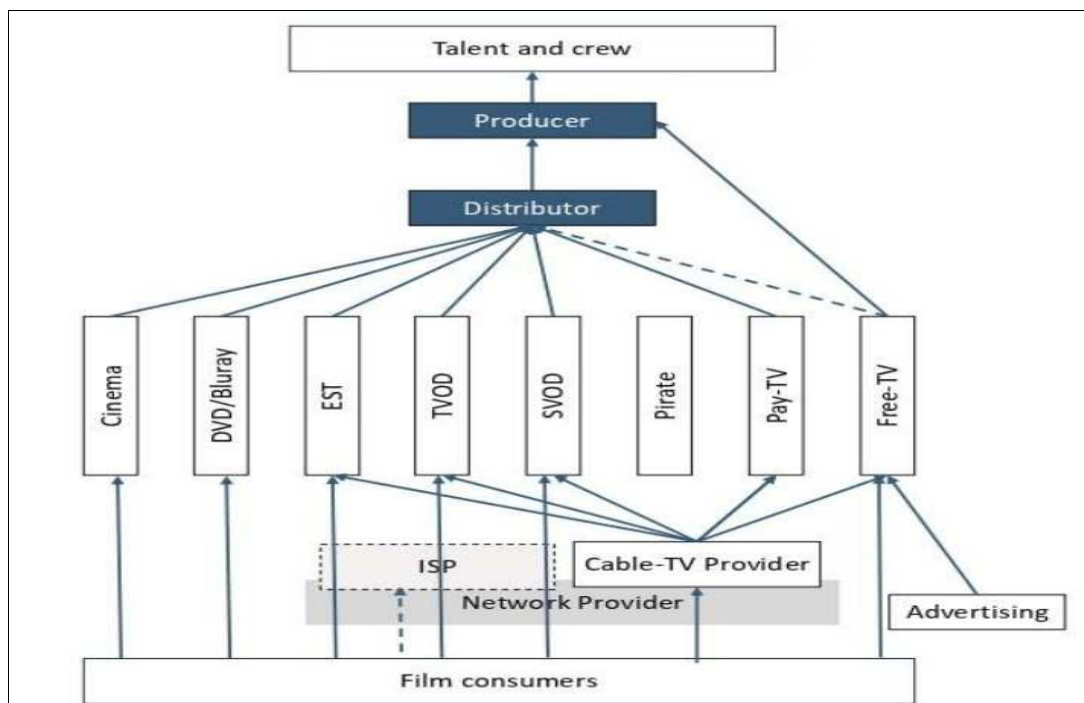 Talent and crew
Producer
Distributor
Cinema
DVD/Bluray
EST
TVOD
SVOD
Pirate
Pay-TV
Free-TV
ISP
Cable-TV Provider
Network Provider
Advertising
Film consumers